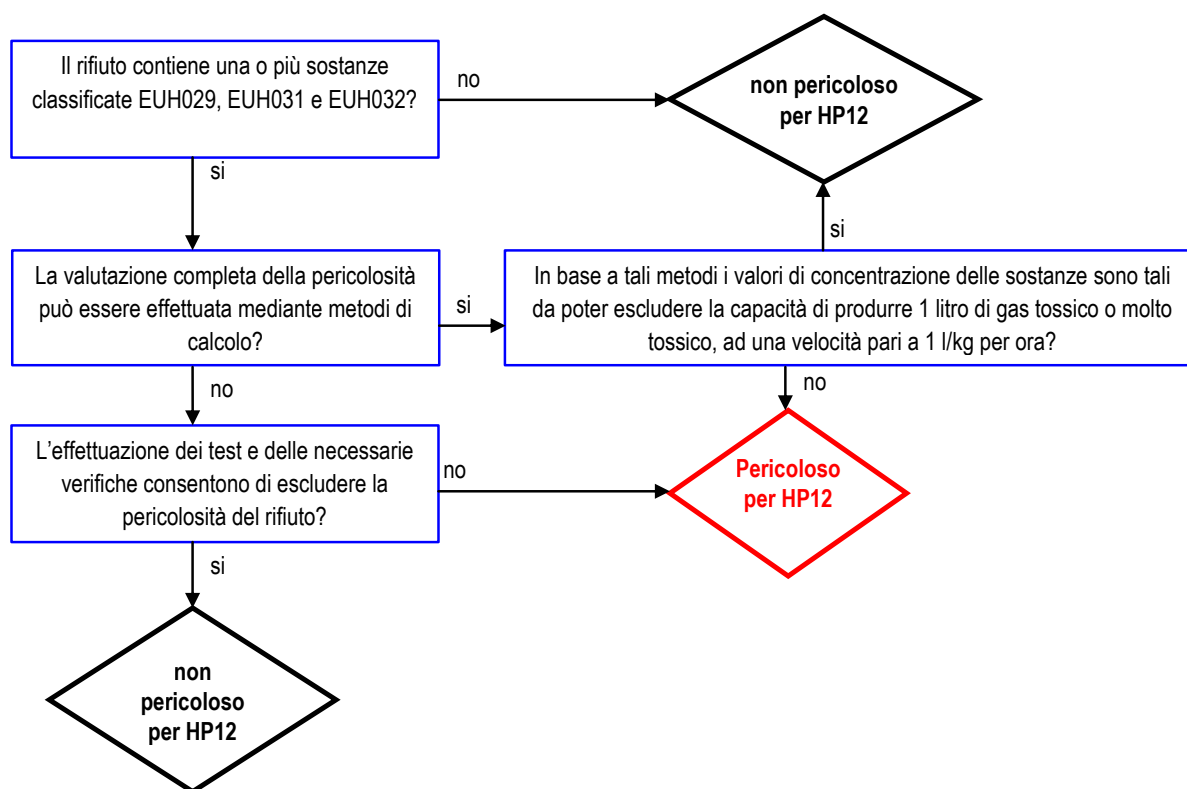 Il rifiuto contiene una o più sostanze
classificate EUH029, EUH031 e EUH032?
no
non pericoloso
per HP12
si
si
La valutazione completa della pericolosità
può essere effettuata mediante metodi di
calcolo?
si
In base a tali metodi i valori di concentrazione delle sostanze sono tali
da poter escludere la capacità di produrre 1 litro di gas tossico o molto
tossico, ad una velocità pari a 1 l/kg per ora?
no
no
L'effettuazione dei test e delle necessarie
verifiche consentono di escludere la
pericolosità del rifiuto?
no
Pericoloso
per HP12
si
non
pericoloso
per HP12